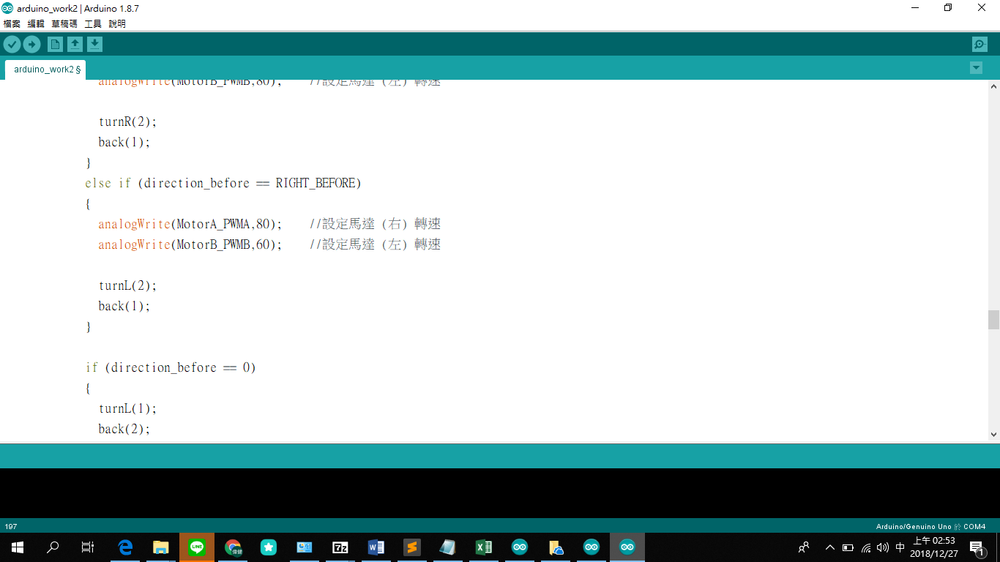 arduino_work2 | Arduino 1.8.7
檔案 編輯 草稿碼 工具 說明
arduino_work2 §
analogWrite(MotorB_PWMB,80);    //設定馬達 (左) 轉速
turnR(2);
back(1);
}
else if (direction_before == RIGHT_BEFORE)
{
analogWrite(MotorA_PWMA,80);    //設定馬達 (右) 轉速
analogWrite(MotorB_PWMB,60);    //設定馬達 (左) 轉速
turnL(2);
back(1);
}
if (direction_before == 0)
{
turnL(1);
back(2);
197
Arduino/Genuino Uno 於 COM4
LINE
7z
中
上午 02:53
2018/12/27
1